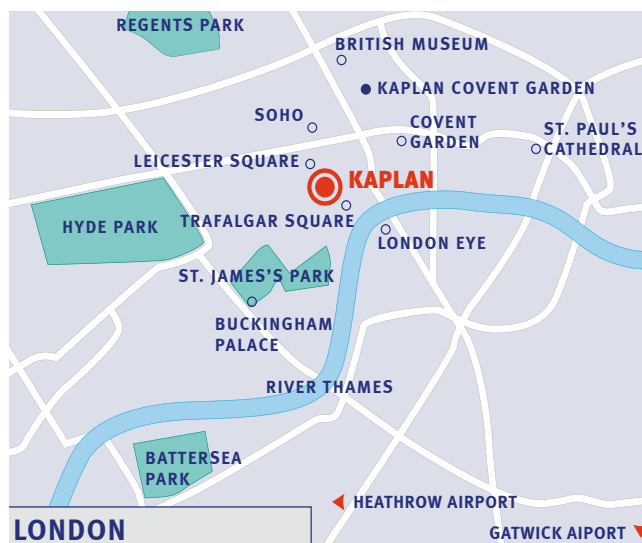 REGENTS PARK
BRITISH MUSEUM
KAPLAN COVENT GARDEN
SOHO
COVENT
GARDEN
ST. PAUL'S
CATHEDRAL
LEICESTER SQUARE
KAPLAN
HYDE PARK
TRAFALGAR SQUARE
LONDON EYE
ST. JAMES'S PARK
BUCKINGHAM
PALACE
RIVER THAMES
BATTERSEA
PARK
HEATHROW AIRPORT
LONDON
GATWICK AIPORT